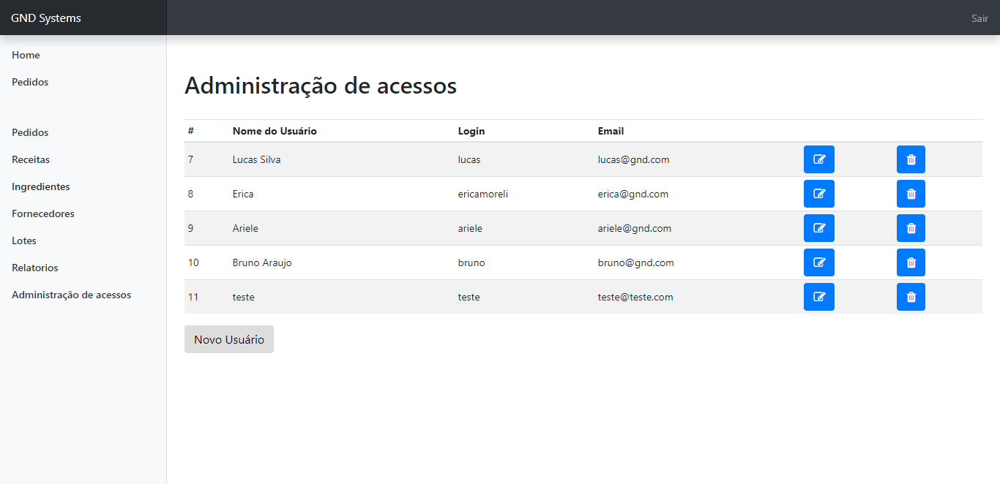 GND Systems
Sair
Home
Pedidos
Pedidos
Receitas
Ingredientes
Fornecedores
Lotes
Relatorios
Administração de acessos
Administração de acessos
# Nome do Usuário Login Email
7 Lucas Silva lucas lucas@gnd.com
8 Erica ericamoreli erica@gnd.com
9 Ariele ariele ariele@gnd.com
10 Bruno Araujo bruno bruno@gnd.com
11 teste teste teste@teste.com
Novo Usuário